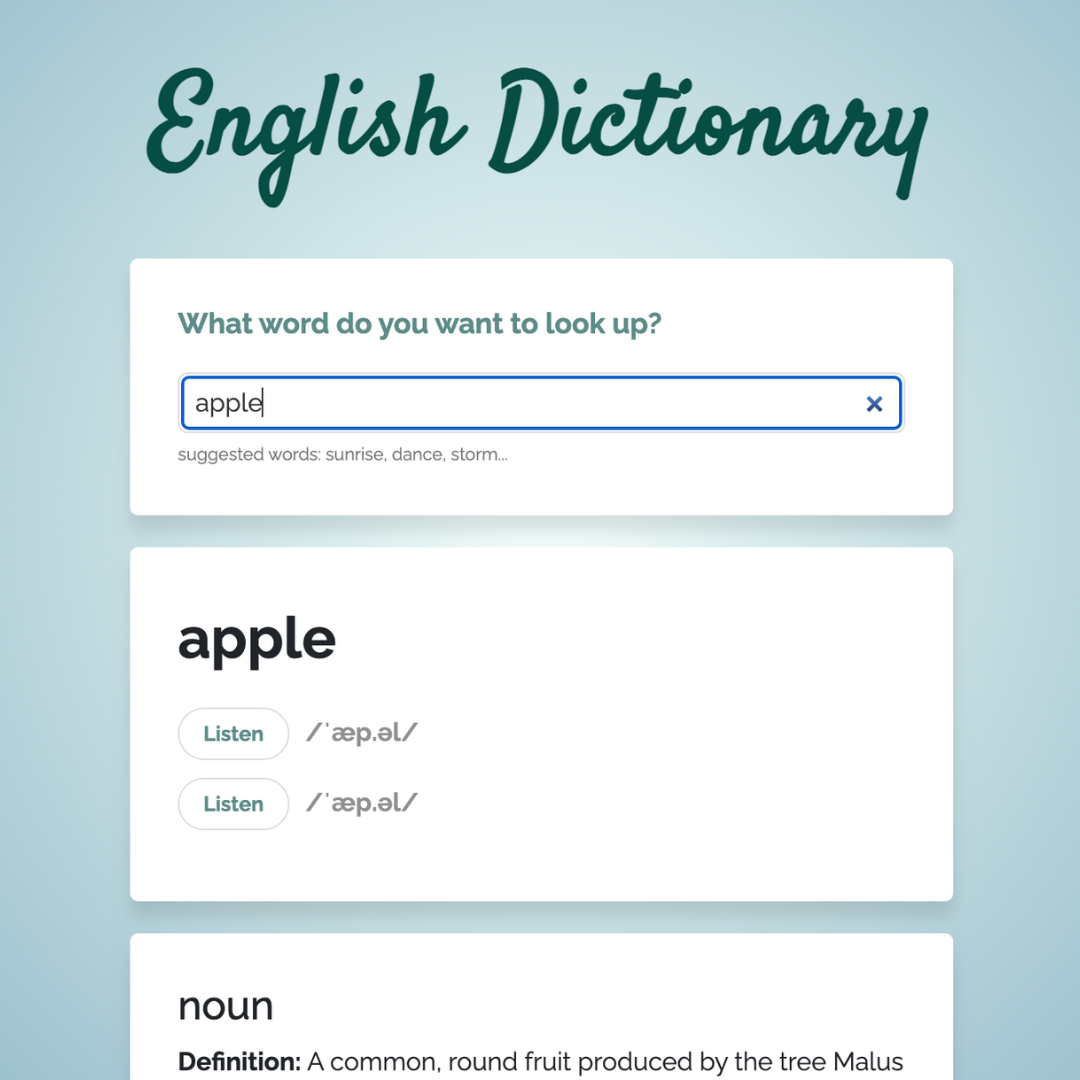 English Dictionary
What word do you want to look up?
apple
suggested words: sunrise, dance, storm...
apple
Listen /ˈæp.əl/
Listen /ˈæp.əl/
noun
Definition: A common, round fruit produced by the tree Malus